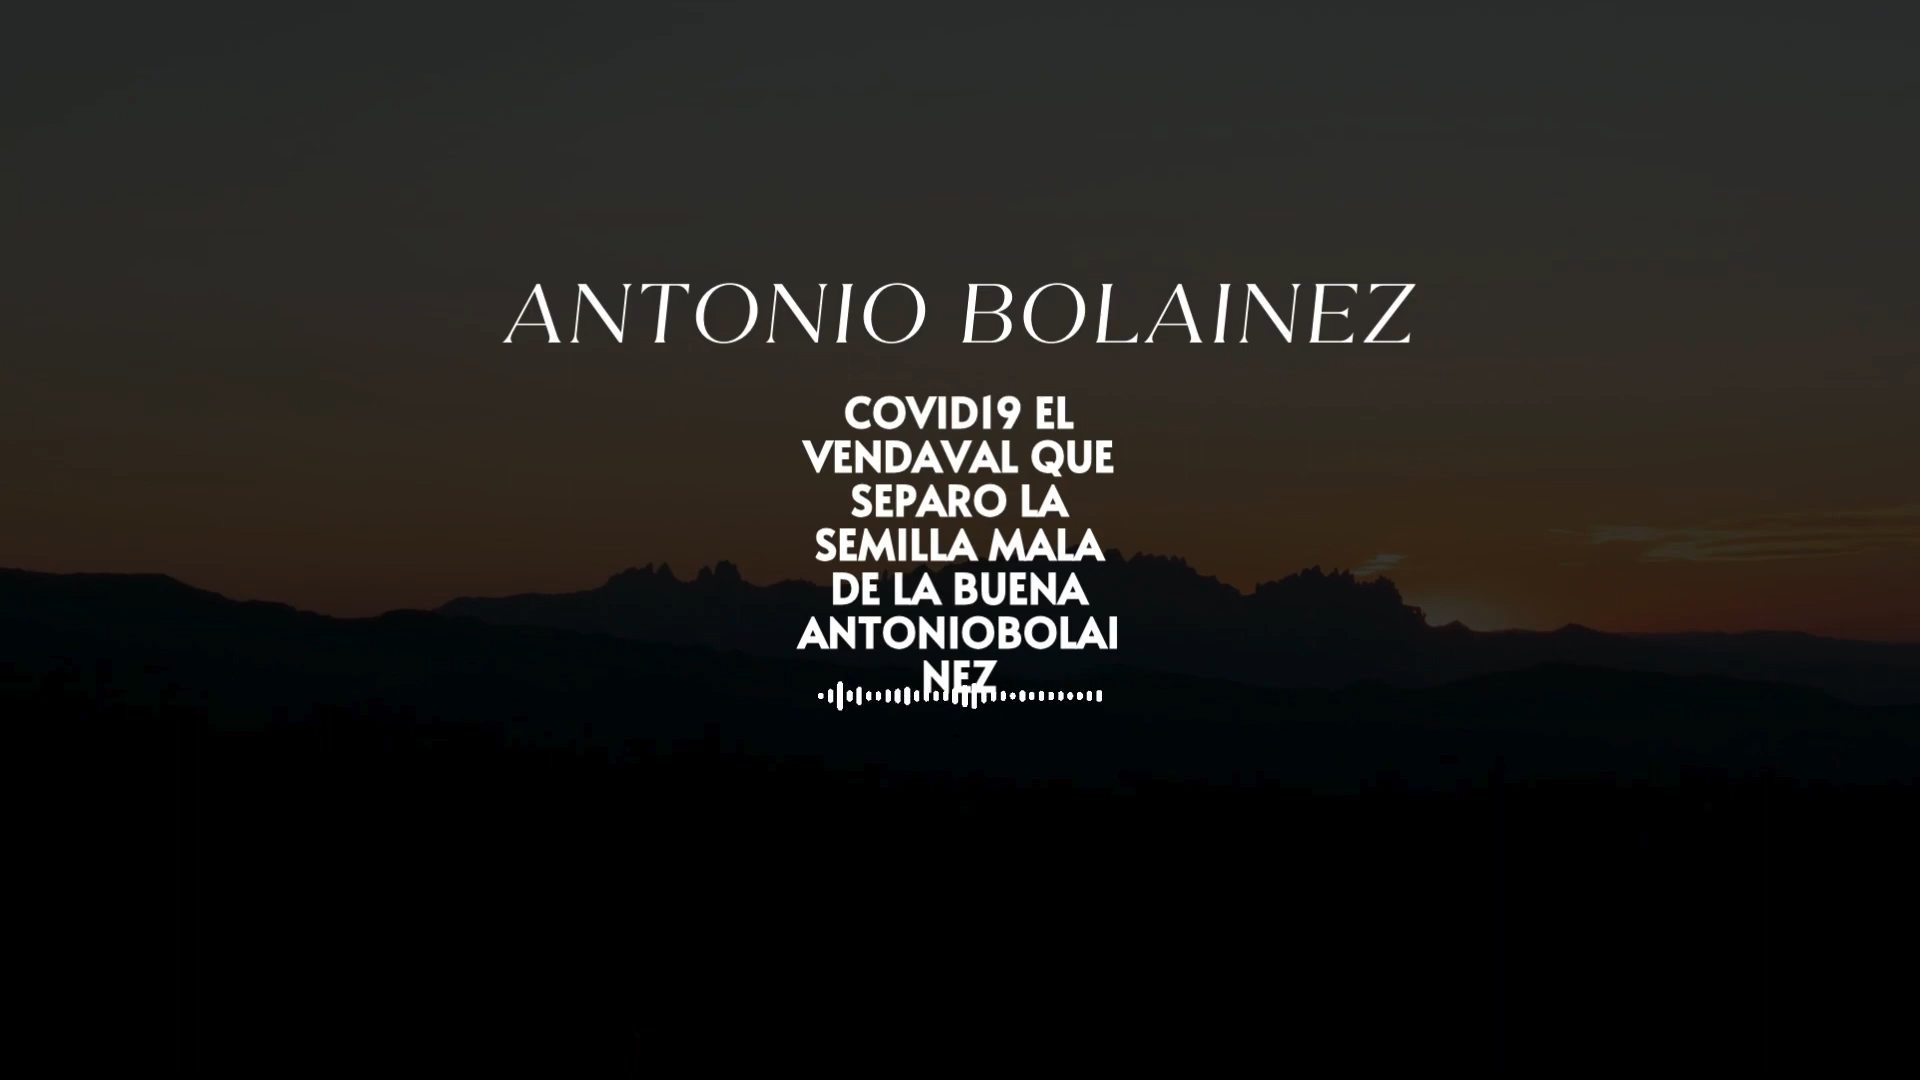 ANTONIO BOLAINEZ
COVID19 EL
VENDAVAL QUE
SEPARO LA
SEMILLA MALA
DE LA BUENA
ANTONIOBOLAI
NEZ